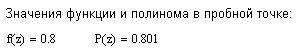 Значения функции и полинома в пробной точке:
f(z) = 0.8 P(z) = 0.801